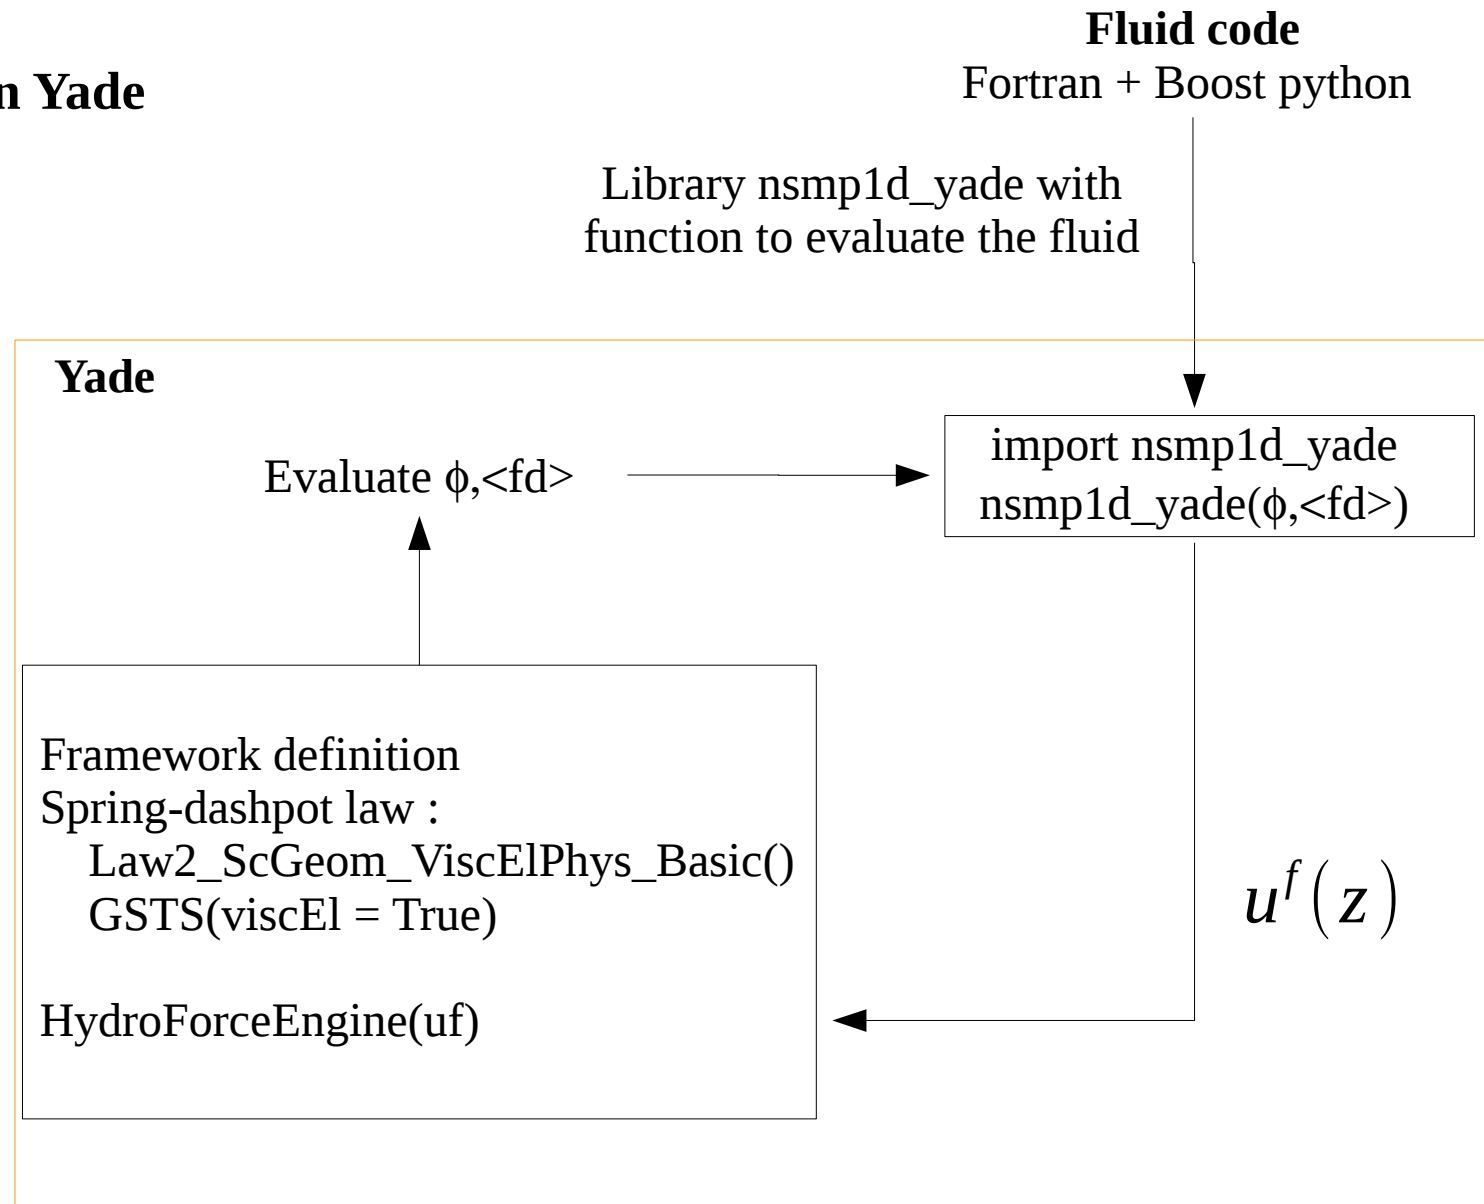 Fluid code
Fortran + Boost python
n Yade
Library nsmp1d_yade with
function to evaluate the fluid
Yade
Evaluate ϕ,<fd>
import nsmp1d_yade
nsmp1d_yade(ϕ,<fd>)
Framework definition
Spring-dashpot law :
Law2_ScGeom_ViscElPhys_Basic()
GSTS(viscEl = True)
HydroForceEngine(uf)
u^f(z)